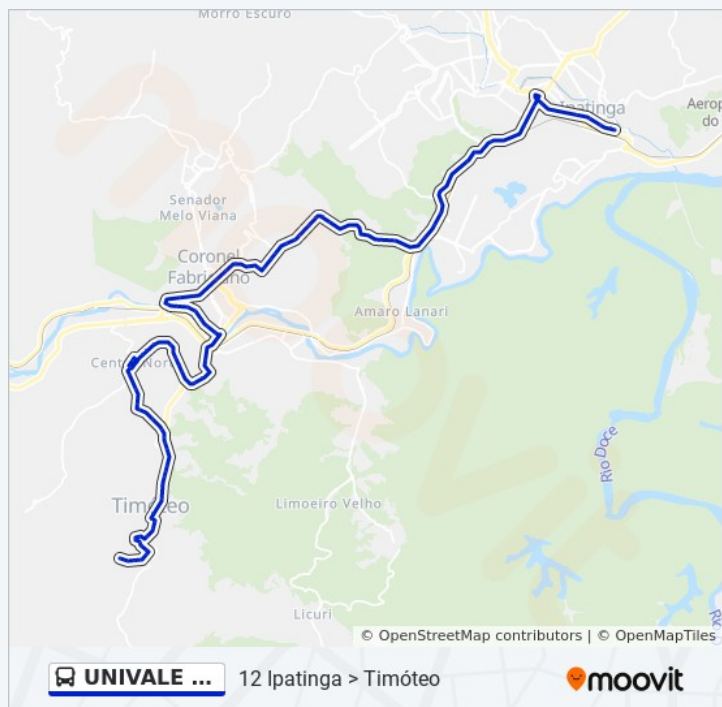 MORRO ESCURO
Ipatinga
Aerop
do
Senador
Melo Viana
Coronel
Fabriciano
Amaro Lanari
Centro Norte
Rio Doce
Timóteo
Limoeiro Velho
Licuri
© OpenStreetMap contributors | © OpenMapTiles
UNIVALE ...
12 Ipatinga > Timóteo
moovit